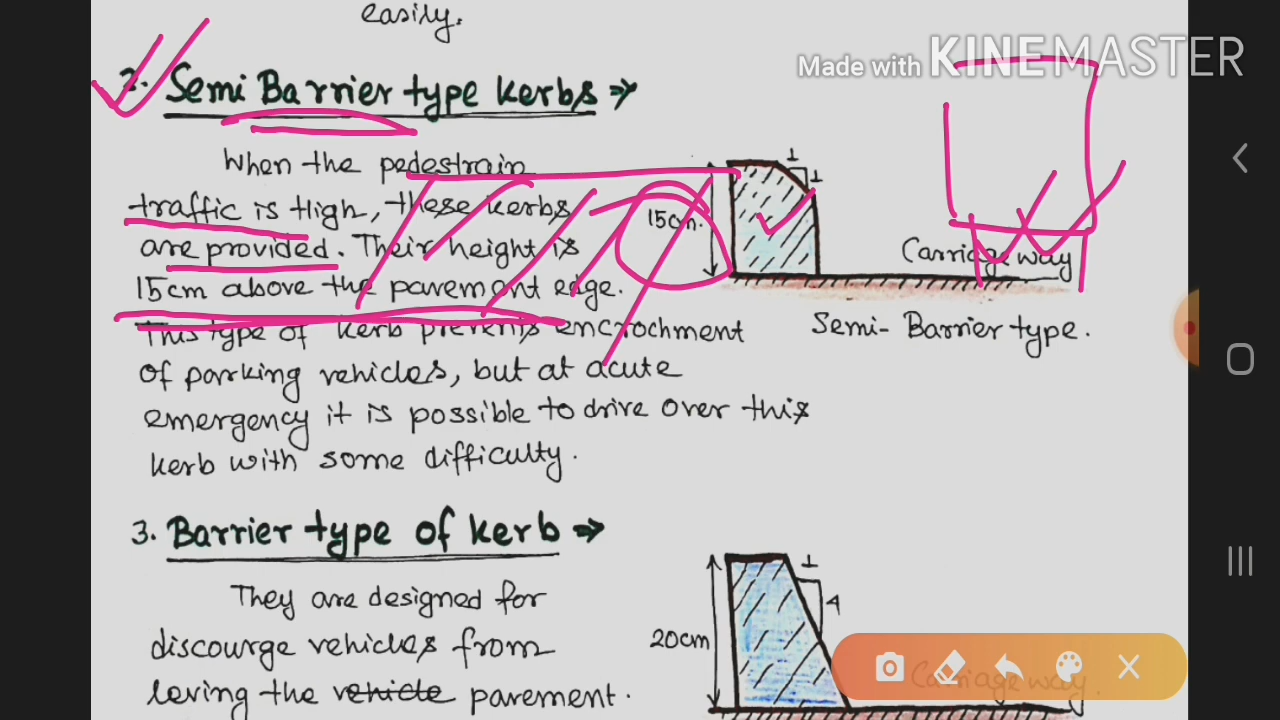 easily.
Made with KINEMASTER
2. Semi Barrier type kerbs ⇒
When the pedestrain
traffic is High, these kerbs
are provided. Their height is
15cm above the pavement edge.
This type of kerb prevents encrochment
of parking vehicles, but at acute
emergency it is possible to drive over this
kerb with some difficulty.
1
1
15cm.
Carriage way
Semi-Barrier type.
3. Barrier type of kerb ⇒
They are designed for
discourge vehicles from
leving the vehicle pavement.
1
4
20cm
Carriage way.